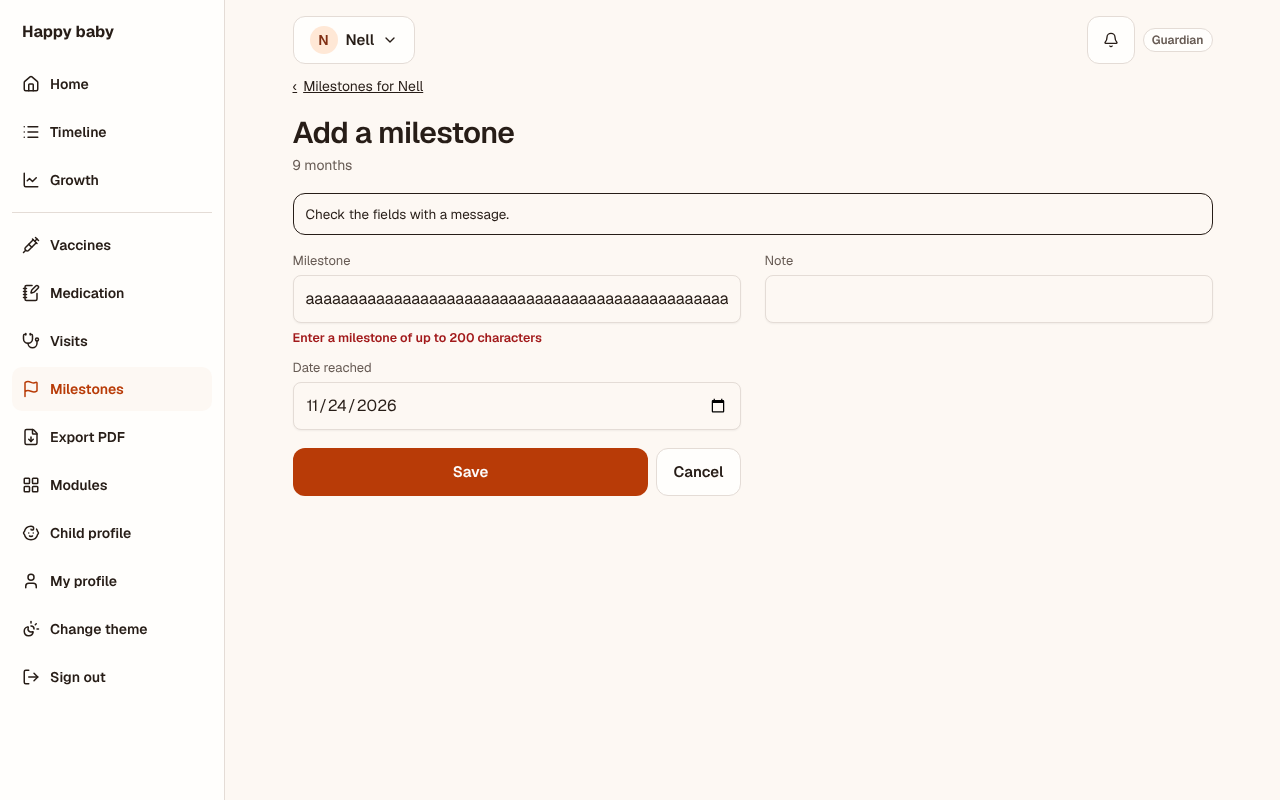 Happy baby
Home
Timeline
Growth
Vaccines
Medication
Visits
Milestones
Export PDF
Modules
Child profile
My profile
Change theme
Sign out
N Nell
Guardian
‹ Milestones for Nell
Add a milestone
9 months
Check the fields with a message.
Milestone
aaaaaaaaaaaaaaaaaaaaaaaaaaaaaaaaaaaaaaaaaaaaaaaa
Enter a milestone of up to 200 characters
Note
Date reached
11/24/2026
Save
Cancel